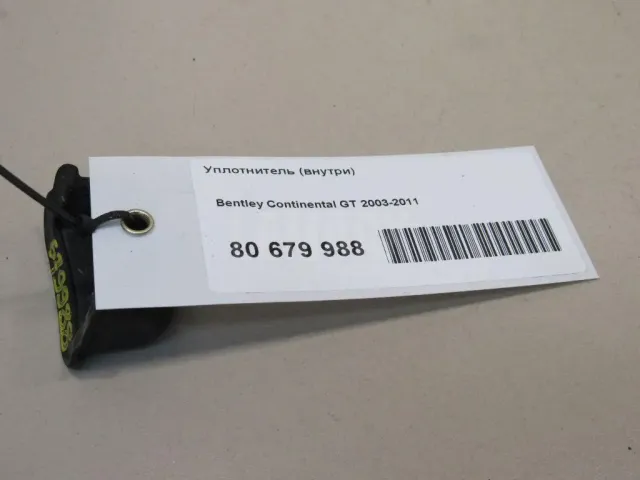 Уплотнитель (внутри)
Bentley Continental GT 2003-2011
80 679 988